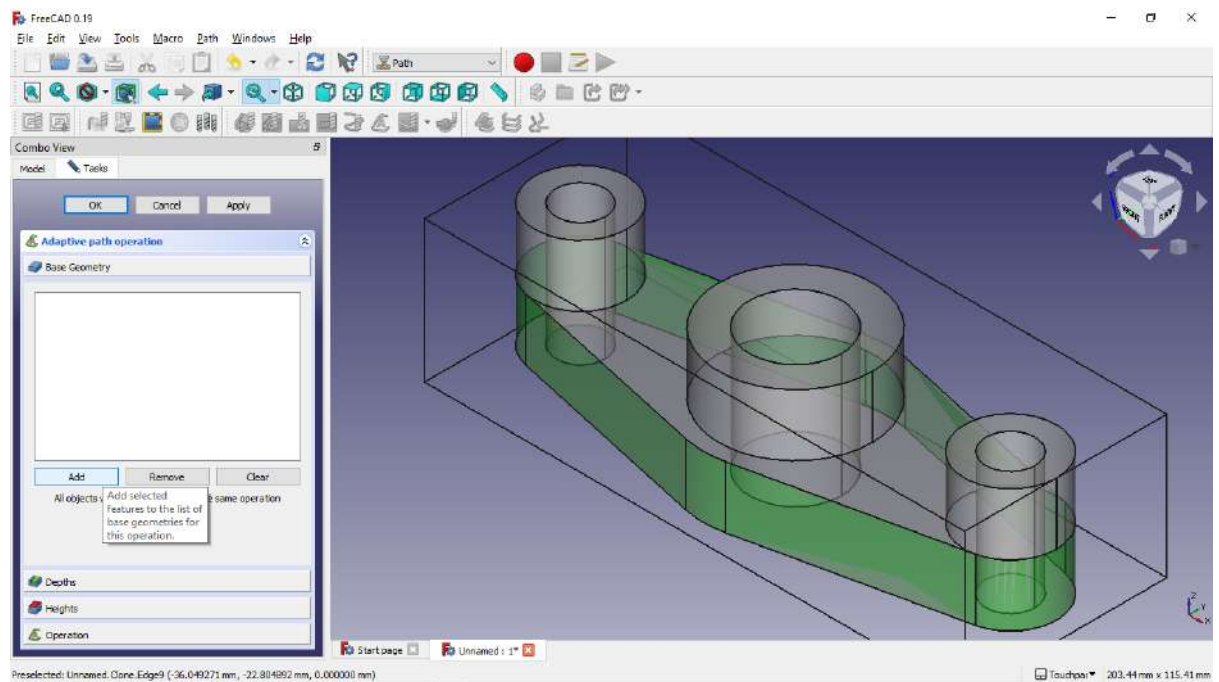 FreeCAD 0.19
File Edit View Tools Macro Path Windows Help
Path
Combo View
Model Tasks
OK Cancel Apply
Adaptive path operation
Base Geometry
Add Remove Clear
All objects
same operation
Add selected
features to the list of
base geometries for
this operation.
Depths
Heights
Operation
Start page
Unnamed : 1*
Z
Y
X
Preselected: Unnamed.Clone.Edge9 (-36.049271 mm, -22.804892 mm, 0.000000 mm)
Touchpar
203.44 mm x 115.41 mm